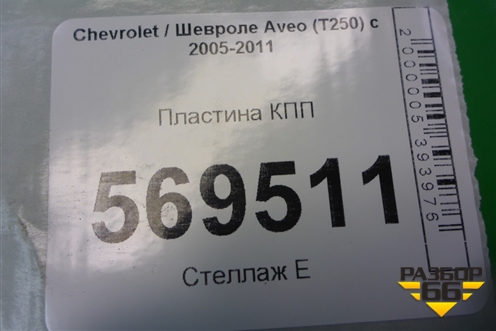 Chevrolet / Шевроле Aveo (T250) с
2005-2011
Пластина КПП
569511
Стеллаж Е
2000005393976
РАЗБОР
66